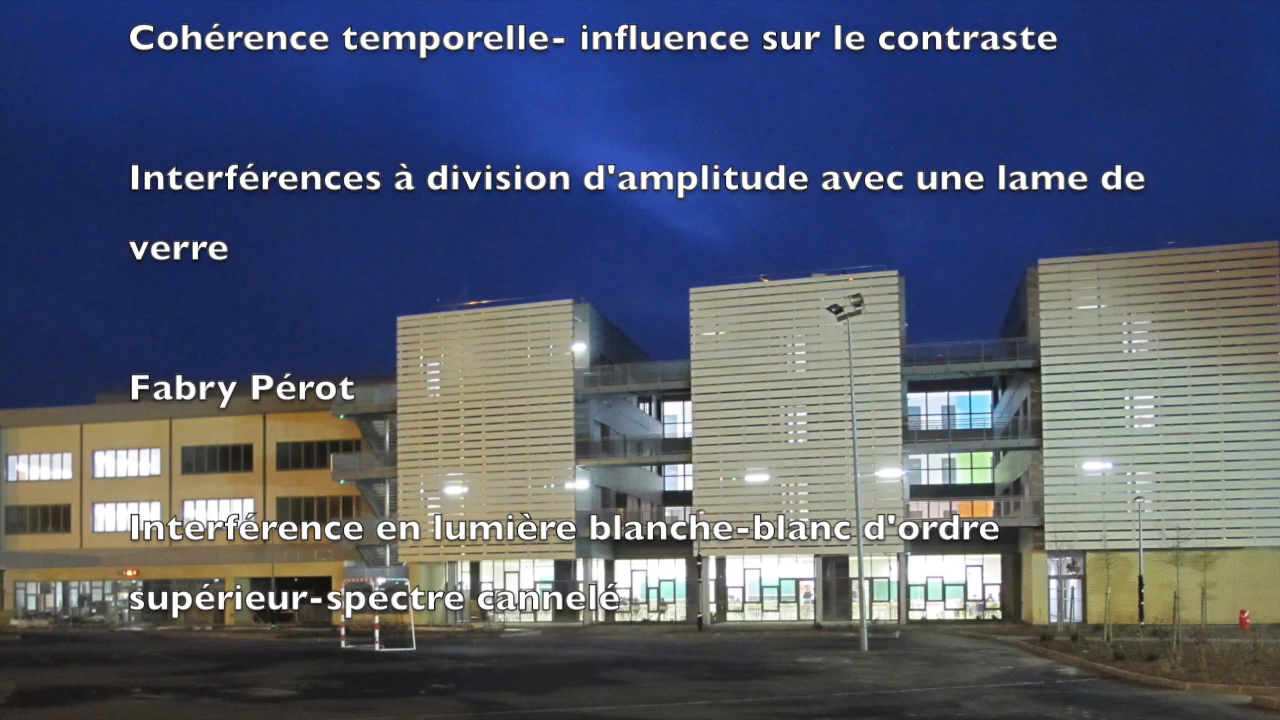 Cohérence temporelle- influence sur le contraste
Interférences à division d'amplitude avec une lame de
verre
Fabry Pérot
Interférence en lumière blanche-blanc d'ordre
supérieur-spectre cannelé